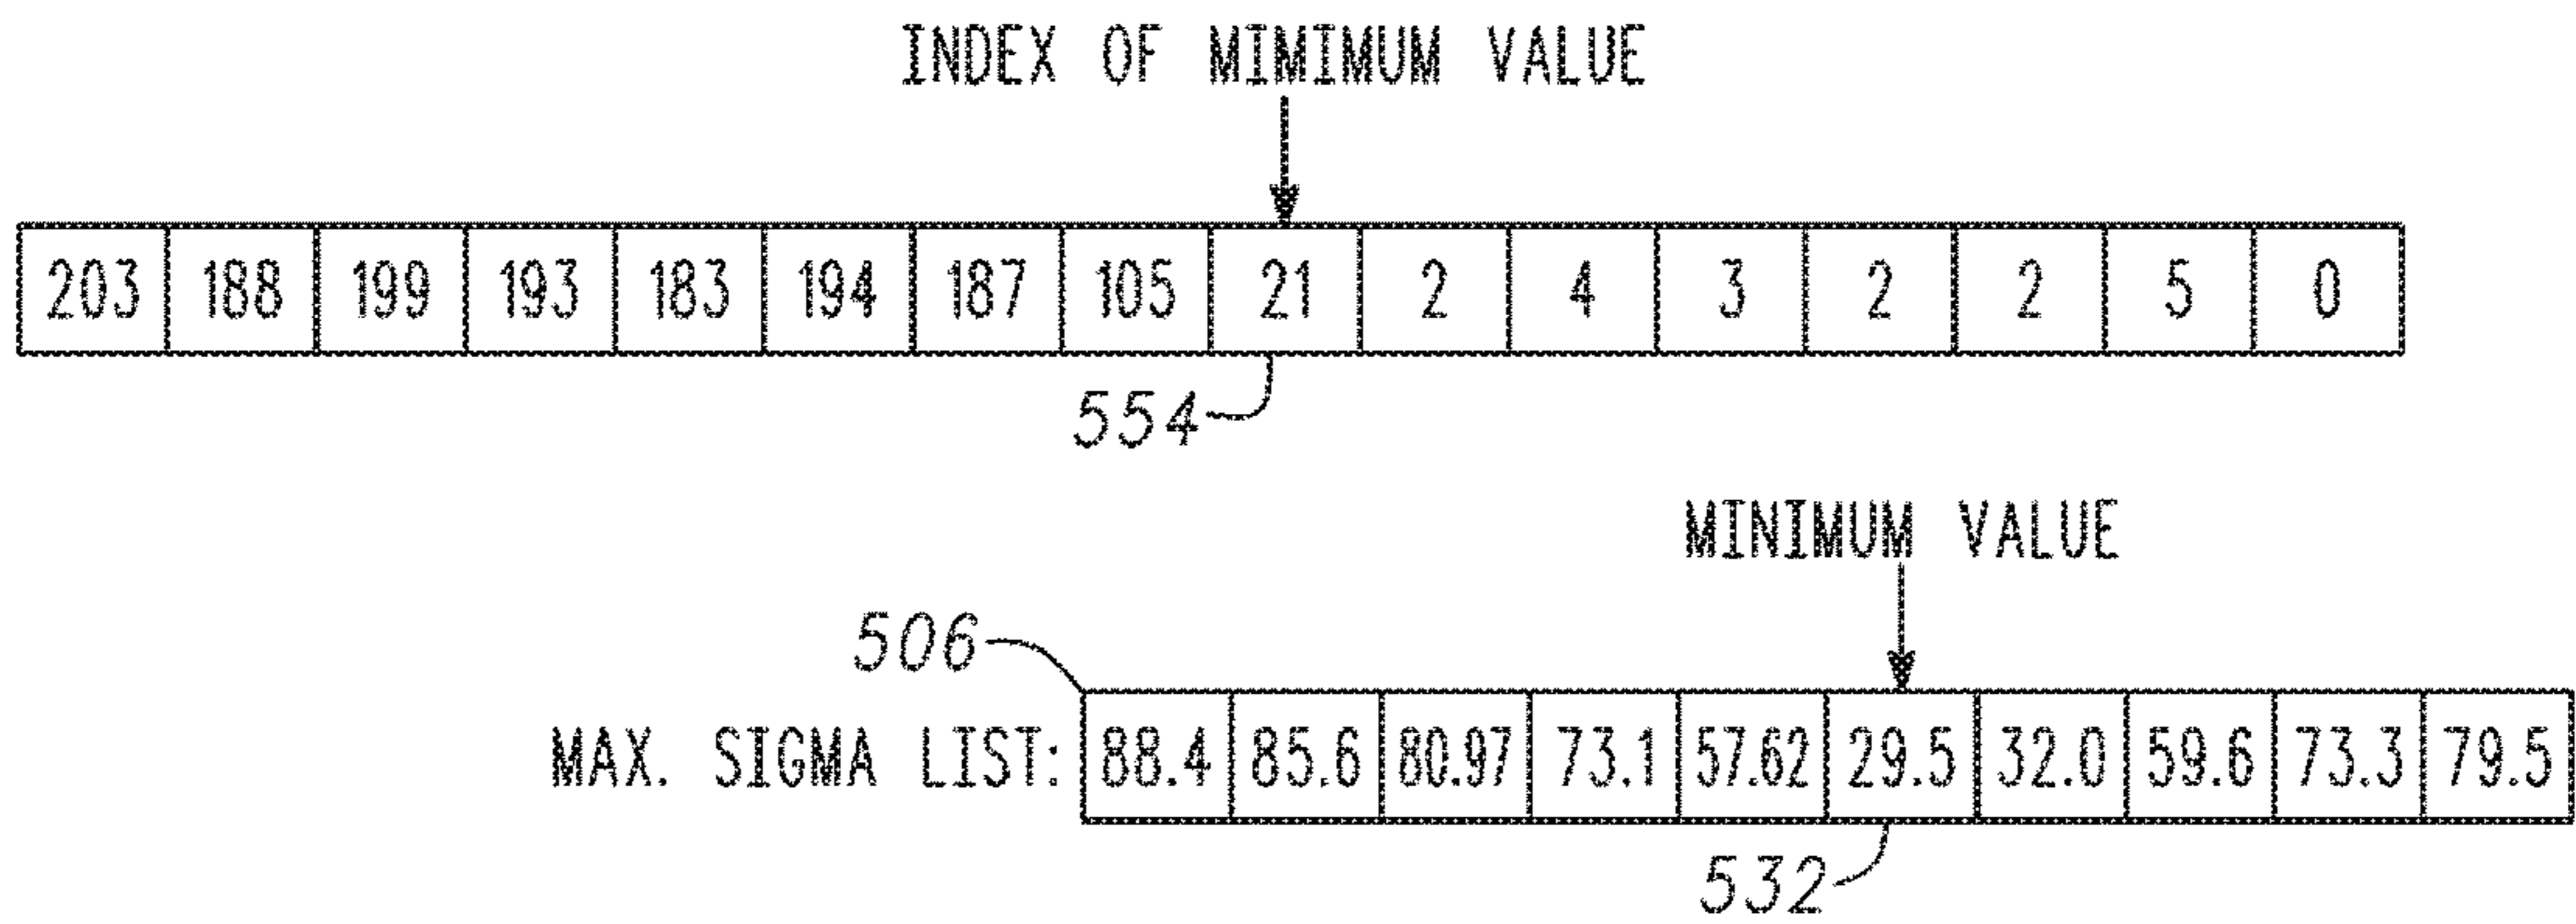 INDEX OF MIMIMUM VALUE
203 188 199 193 183 194 187 105 21 2 4 3 2 2 5 0
554
MINIMUM VALUE
506
MAX. SIGMA LIST: 88.4 85.6 80.97 73.1 57.62 29.5 32.0 59.6 73.3 79.5
532